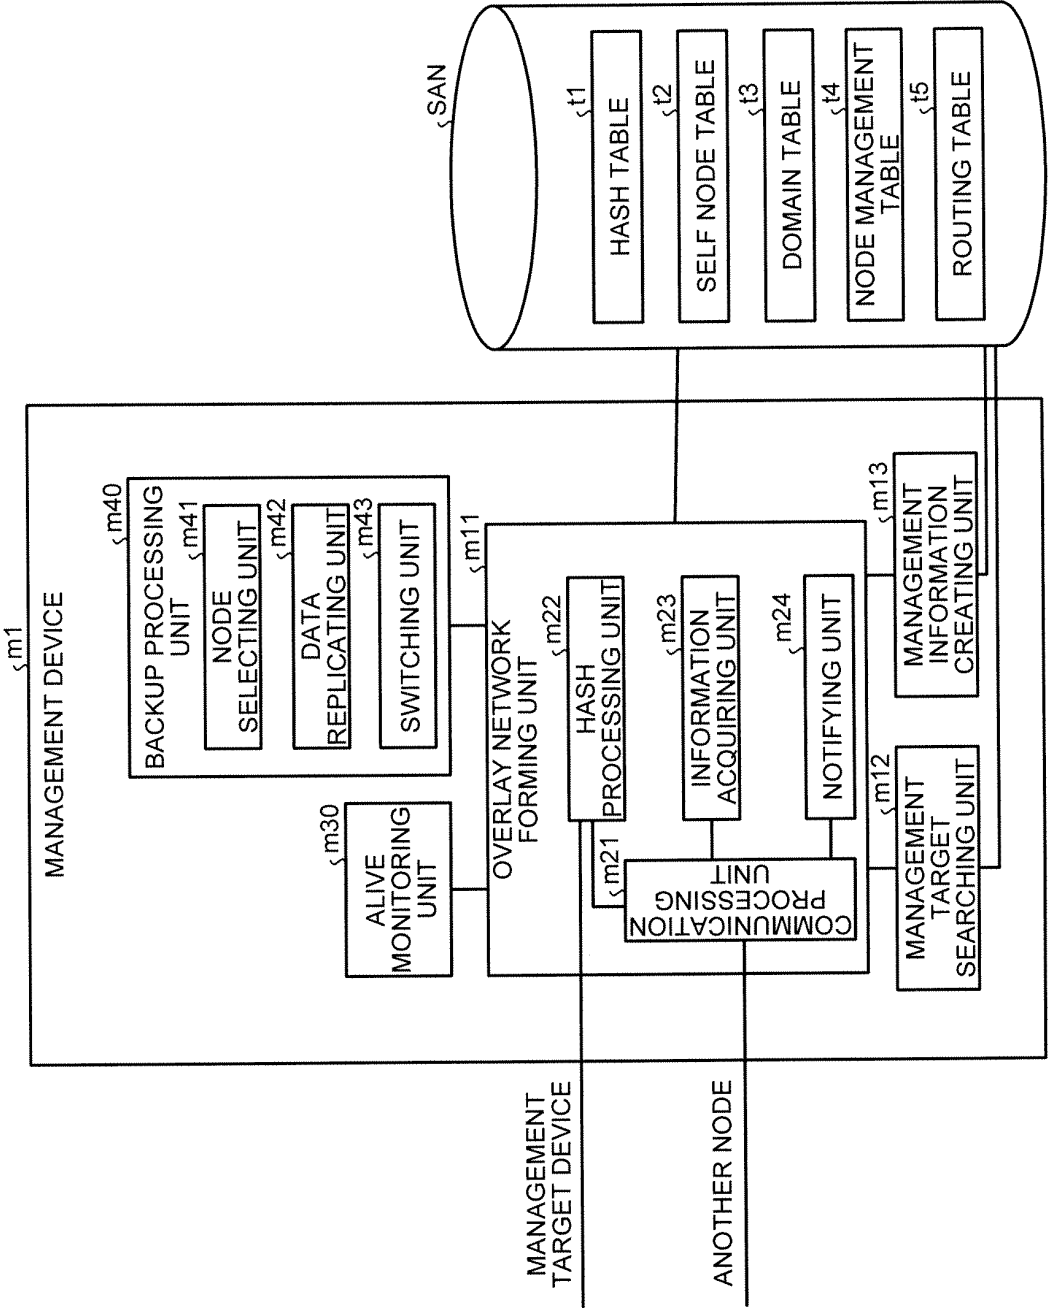 m1
MANAGEMENT DEVICE
m40
BACKUP PROCESSING
UNIT
m41
NODE
SELECTING UNIT
m42
DATA
REPLICATING UNIT
m43
SWITCHING UNIT
m30
ALIVE
MONITORING
UNIT
m11
OVERLAY NETWORK
FORMING UNIT
m22
HASH
PROCESSING UNIT
m23
INFORMATION
ACQUIRING UNIT
m24
NOTIFYING UNIT
m21
COMMUNICATION
PROCESSING
UNIT
m12
MANAGEMENT
TARGET
SEARCHING UNIT
m13
MANAGEMENT
INFORMATION
CREATING UNIT
MANAGEMENT
TARGET DEVICE
ANOTHER NODE
SAN
t1
HASH TABLE
t2
SELF NODE TABLE
t3
DOMAIN TABLE
t4
NODE MANAGEMENT
TABLE
t5
ROUTING TABLE